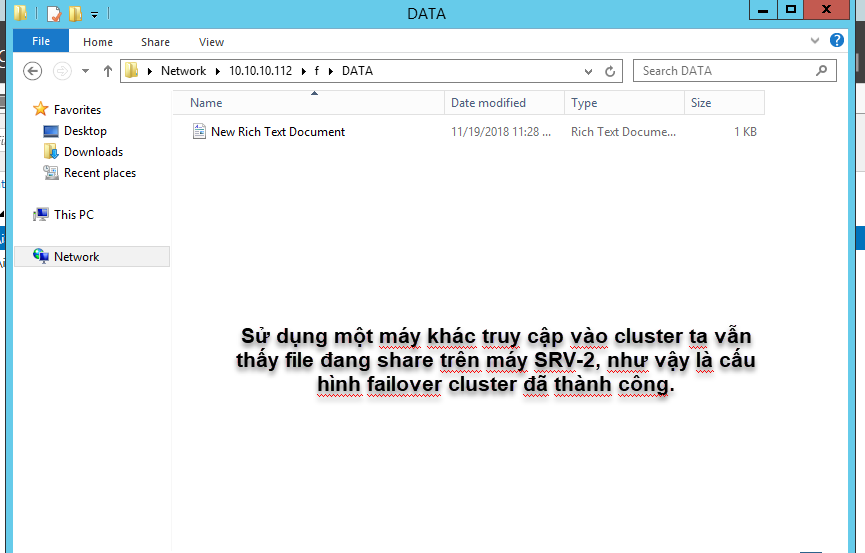 DATA
File Home Share View
Network 10.10.10.112 f DATA
Search DATA
Name Date modified Type Size
New Rich Text Document 11/19/2018 11:28 ... Rich Text Docume... 1 KB
Favorites
Desktop
Downloads
Recent places
This PC
Network
Sử dụng một máy khác truy cập vào cluster ta vẫn
thấy file đang share trên máy SRV-2, như vậy là cấu
hình failover cluster đã thành công.